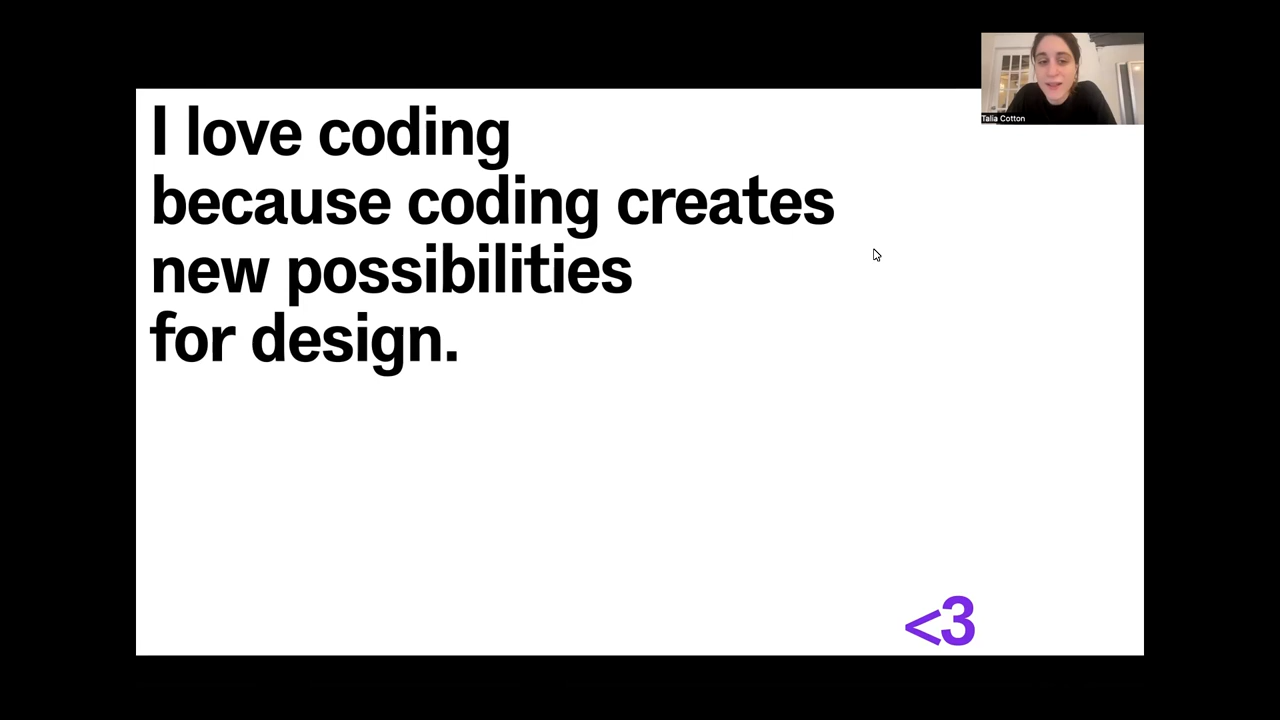 Talia Cotton
I love coding
because coding creates
new possibilities
for design.
<3